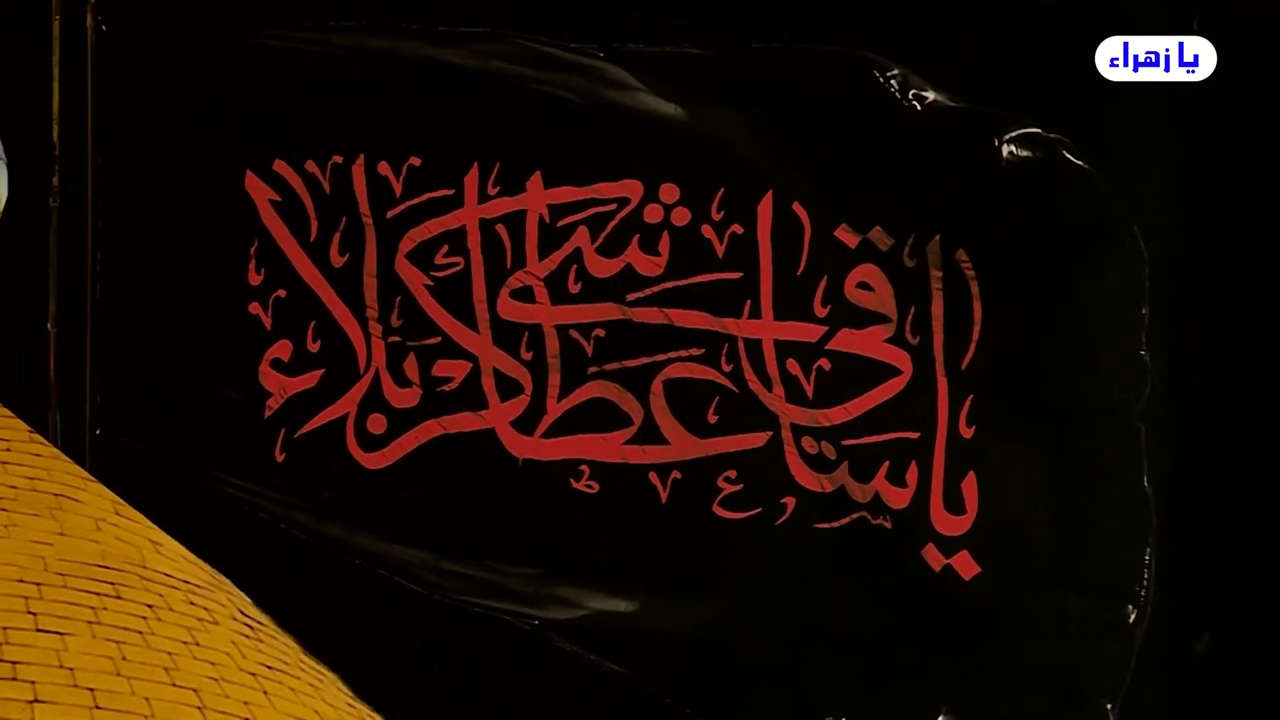 يا زهراء
يا ساقي عطاشى كربلاء